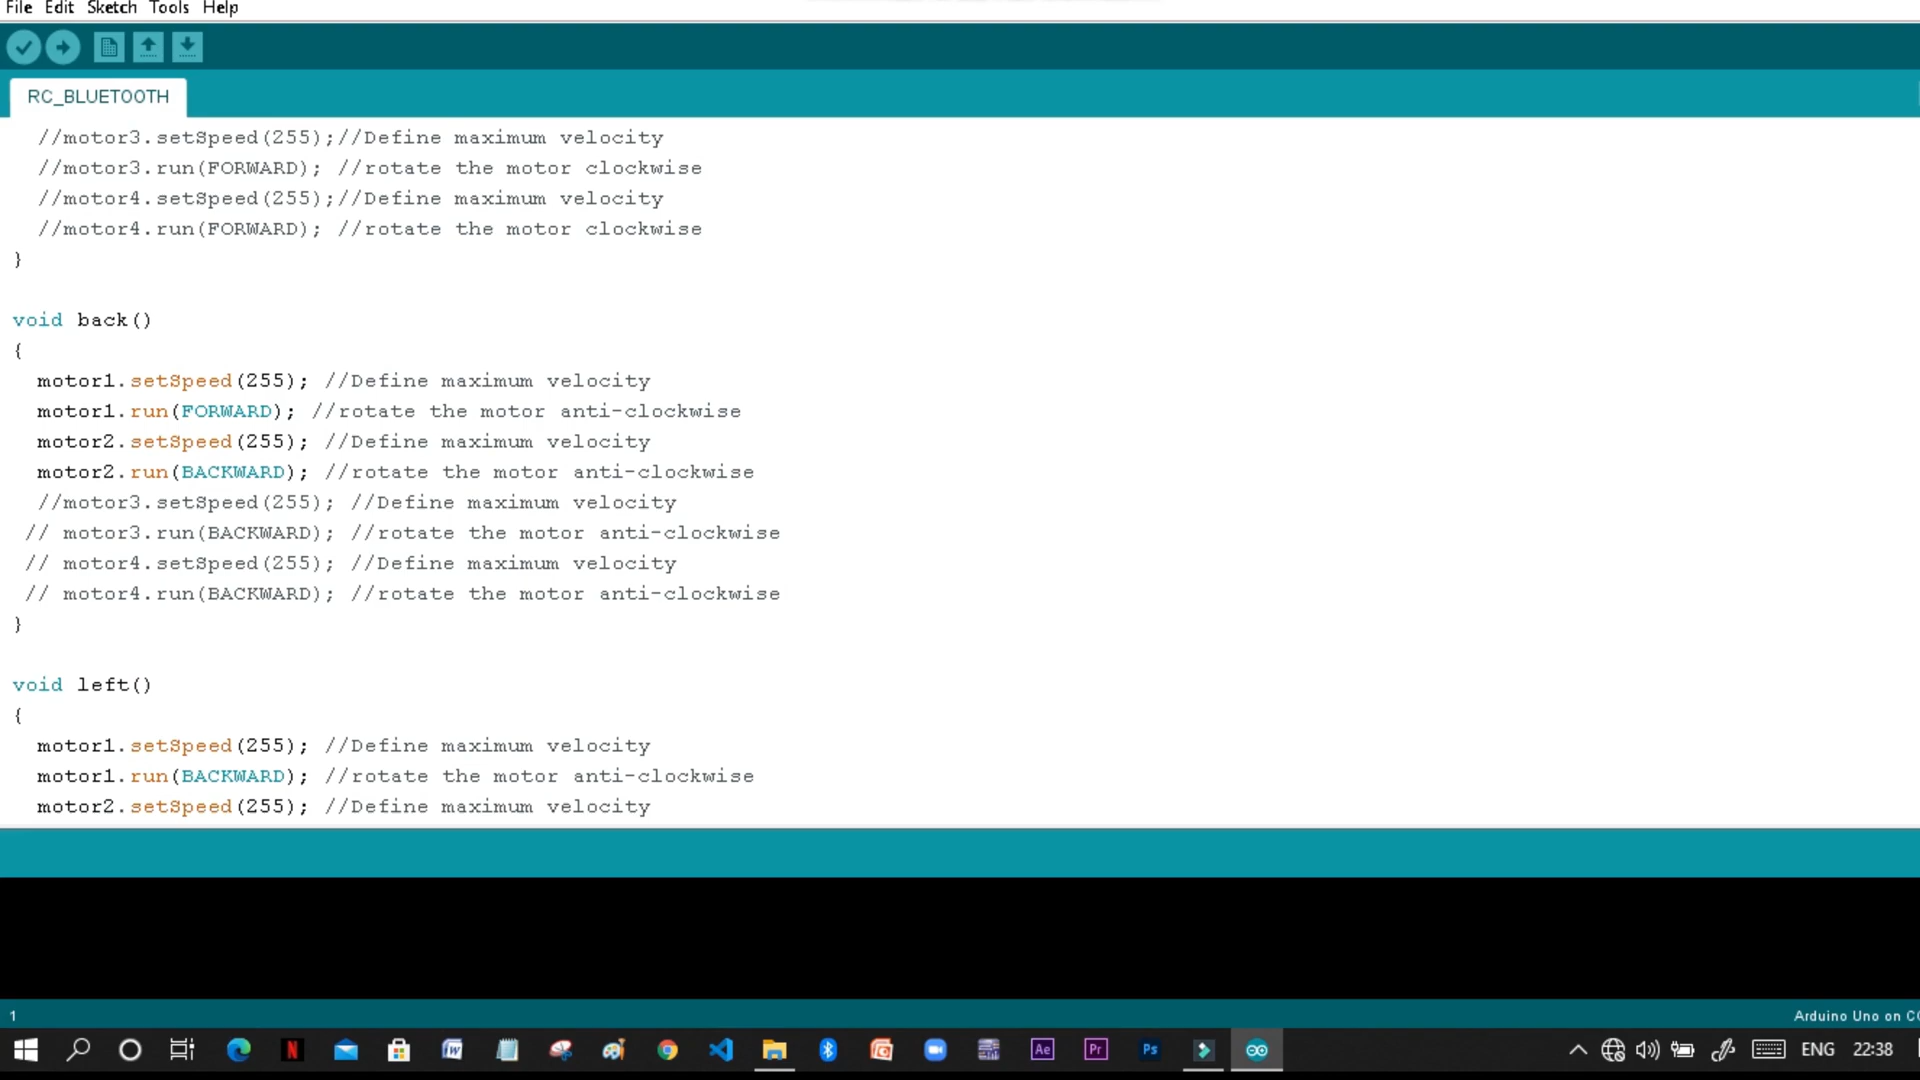 File Edit Sketch Tools Help
RC_BLUETOOTH
//motor3.setSpeed(255);//Define maximum velocity
//motor3.run(FORWARD); //rotate the motor clockwise
//motor4.setSpeed(255);//Define maximum velocity
//motor4.run(FORWARD); //rotate the motor clockwise
}
void back()
{
motor1.setSpeed(255); //Define maximum velocity
motor1.run(FORWARD); //rotate the motor anti-clockwise
motor2.setSpeed(255); //Define maximum velocity
motor2.run(BACKWARD); //rotate the motor anti-clockwise
//motor3.setSpeed(255); //Define maximum velocity
// motor3.run(BACKWARD); //rotate the motor anti-clockwise
// motor4.setSpeed(255); //Define maximum velocity
// motor4.run(BACKWARD); //rotate the motor anti-clockwise
}
void left()
{
motor1.setSpeed(255); //Define maximum velocity
motor1.run(BACKWARD); //rotate the motor anti-clockwise
motor2.setSpeed(255); //Define maximum velocity
1
Arduino Uno on CO
N W Ae Pr Ps ENG 22:38